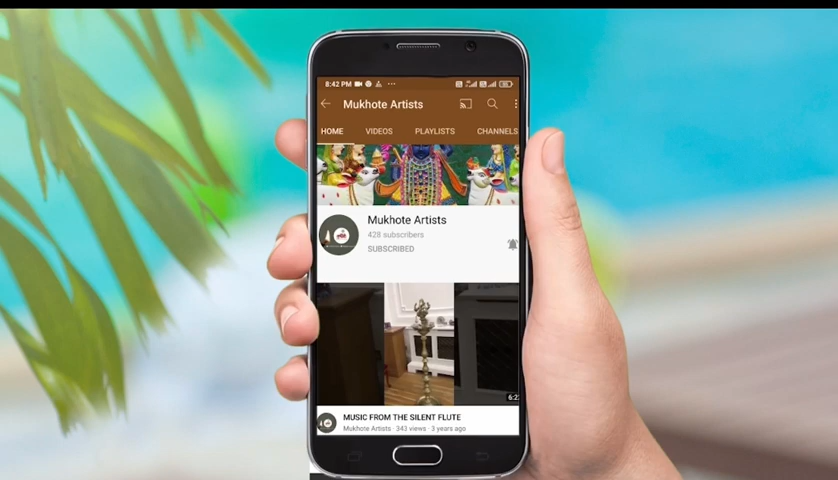 8:42 PM
Mukhote Artists
HOME VIDEOS PLAYLISTS CHANNELS
Mukhote Artists
428 subscribers
SUBSCRIBED
MUSIC FROM THE SILENT FLUTE
Mukhote Artists · 343 views · 3 years ago